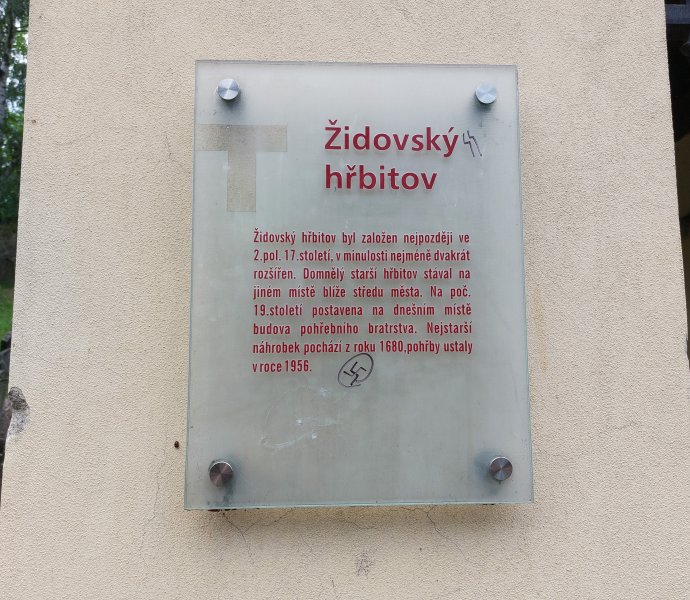 Židovský
hřbitov
Židovský hřbitov byl založen nejpozději ve
2.pol. 17.století, v minulosti nejméně dvakrát
rozšířen. Domnělý starší hřbitov stával na
jiném místě blíže středu města. Na poč.
19.století postavena na dnešním místě
budova pohřebního bratrstva. Nejstarší
náhrobek pochází z roku 1680,pohřby ustaly
v roce 1956.